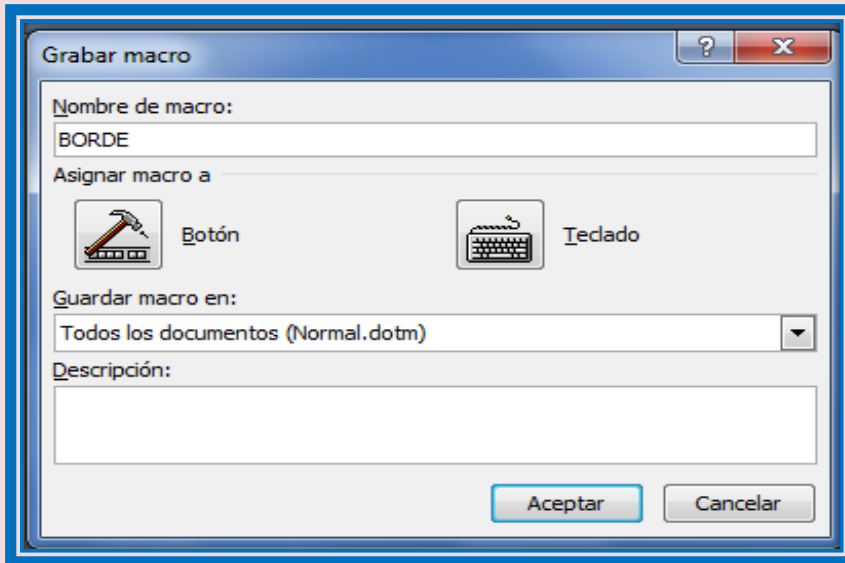 Grabar macro
Nombre de macro:
BORDE
Asignar macro a
Botón Teclado
Guardar macro en:
Todos los documentos (Normal.dotm)
Descripción:
Aceptar Cancelar